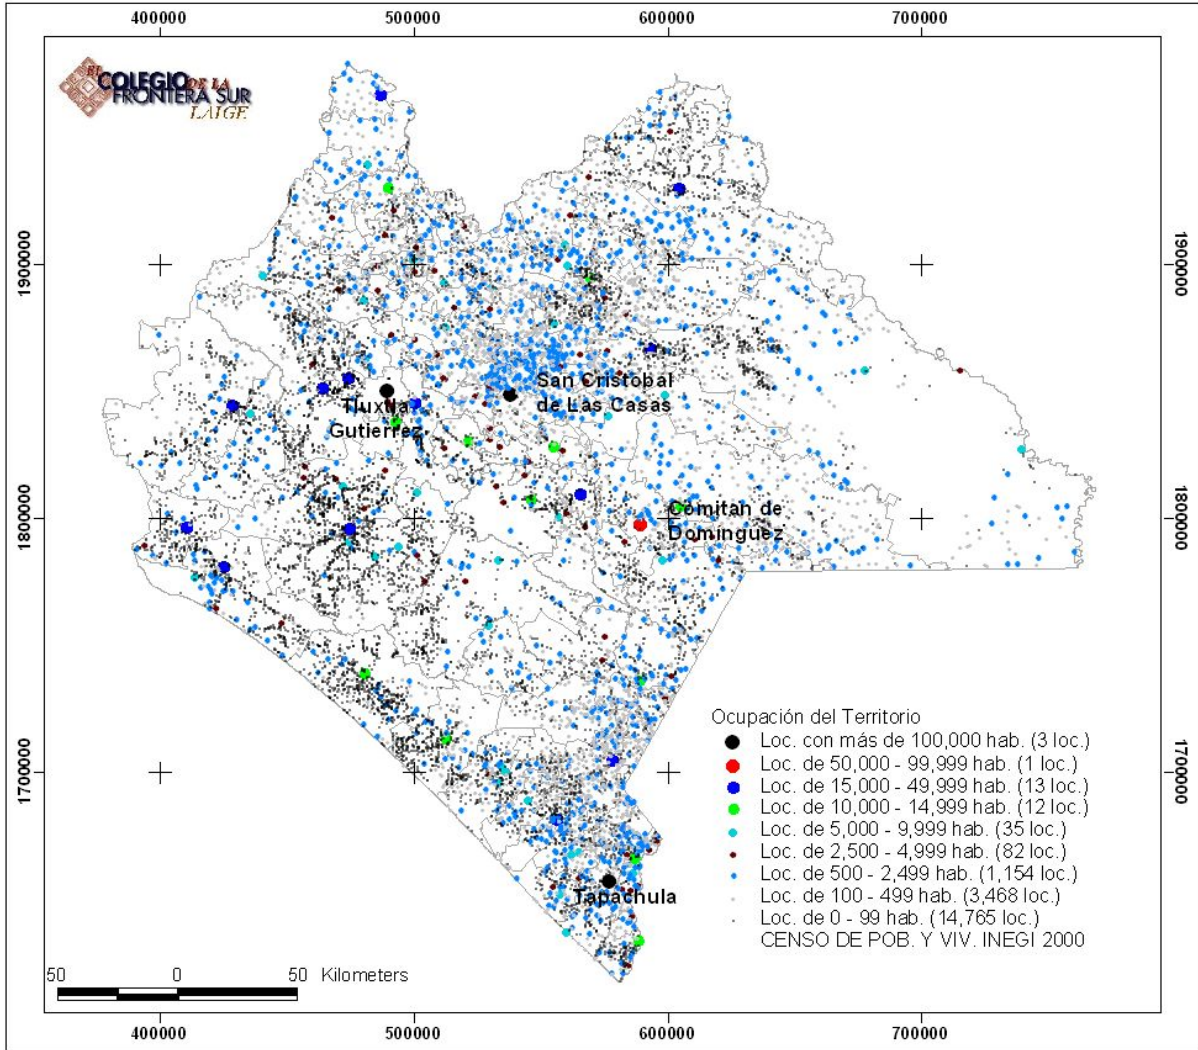 400000 500000 600000 700000
EL
COLEGIO DE LA
FRONTERA SUR
LAIGE
1900000 1900000
San Cristobal
de Las Casas
Tluxtla
Gutierrez
1800000 1800000
Comitan de
Dominguez
Ocupación del Territorio
Loc. con más de 100,000 hab. (3 loc.)
Loc. de 50,000 - 99,999 hab. (1 loc.)
1700000 1700000
Loc. de 15,000 - 49,999 hab. (13 loc.)
Loc. de 10,000 - 14,999 hab. (12 loc.)
Loc. de 5,000 - 9,999 hab. (35 loc.)
Loc. de 2,500 - 4,999 hab. (82 loc.)
Loc. de 500 - 2,499 hab. (1,154 loc.)
Loc. de 100 - 499 hab. (3,468 loc.)
Loc. de 0 - 99 hab. (14,765 loc.)
CENSO DE POB. Y VIV. INEGI 2000
Tapachula
50 0 50 Kilometers
400000 500000 600000 700000